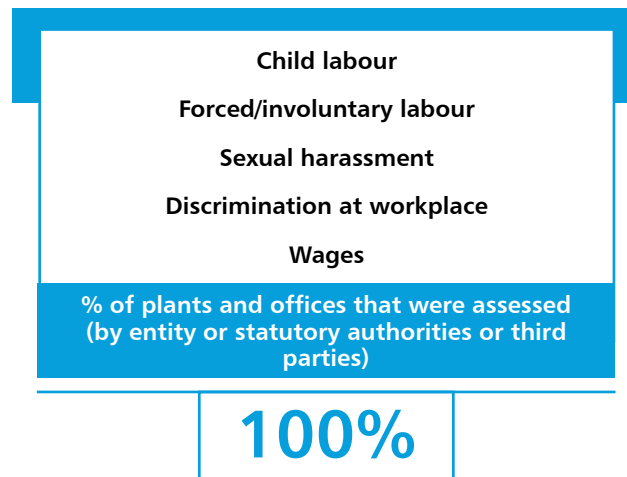 Child labour
Forced/involuntary labour
Sexual harassment
Discrimination at workplace
Wages
% of plants and offices that were assessed
(by entity or statutory authorities or third
parties)
100%